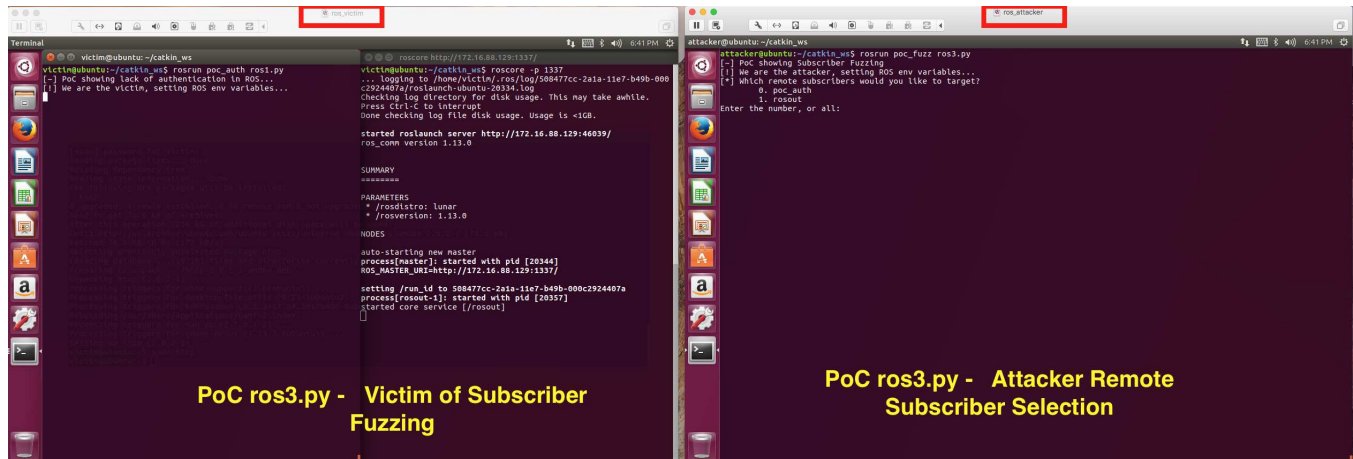 ros_victim
Terminal
6:41 PM
victim@ubuntu: ~/catkin_ws
victim@ubuntu:~/catkin_ws$ rosrun poc_auth ros1.py
[~] PoC showing lack of authentication in ROS...
[!] We are the victim, setting ROS env variables...
roscore http://172.16.88.129:1337/
victim@ubuntu:~/catkin_ws$ roscore -p 1337
... logging to /home/victim/.ros/log/508477cc-2a1a-11e7-b49b-000
c2924407a/roslaunch-ubuntu-20334.log
Checking log directory for disk usage. This may take awhile.
Press Ctrl-C to interrupt
Done checking log file disk usage. Usage is <1GB.
started roslaunch server http://172.16.88.129:46039/
ros_comm version 1.13.0
SUMMARY
========
PARAMETERS
* /rosdistro: lunar
* /rosversion: 1.13.0
NODES
auto-starting new master
process[master]: started with pid [20344]
ROS_MASTER_URI=http://172.16.88.129:1337/
setting /run_id to 508477cc-2a1a-11e7-b49b-000c2924407a
process[rosout-1]: started with pid [20357]
started core service [/rosout]
PoC ros3.py - Victim of Subscriber
Fuzzing
ros_attacker
attacker@ubuntu: ~/catkin_ws
6:41 PM
attacker@ubuntu:~/catkin_ws$ rosrun poc_fuzz ros3.py
[~] PoC showing Subscriber Fuzzing
[!] We are the attacker, setting ROS env variables...
[*] Which remote subscribers would you like to target?
0. poc_auth
1. rosout
Enter the number, or all:
PoC ros3.py - Attacker Remote
Subscriber Selection